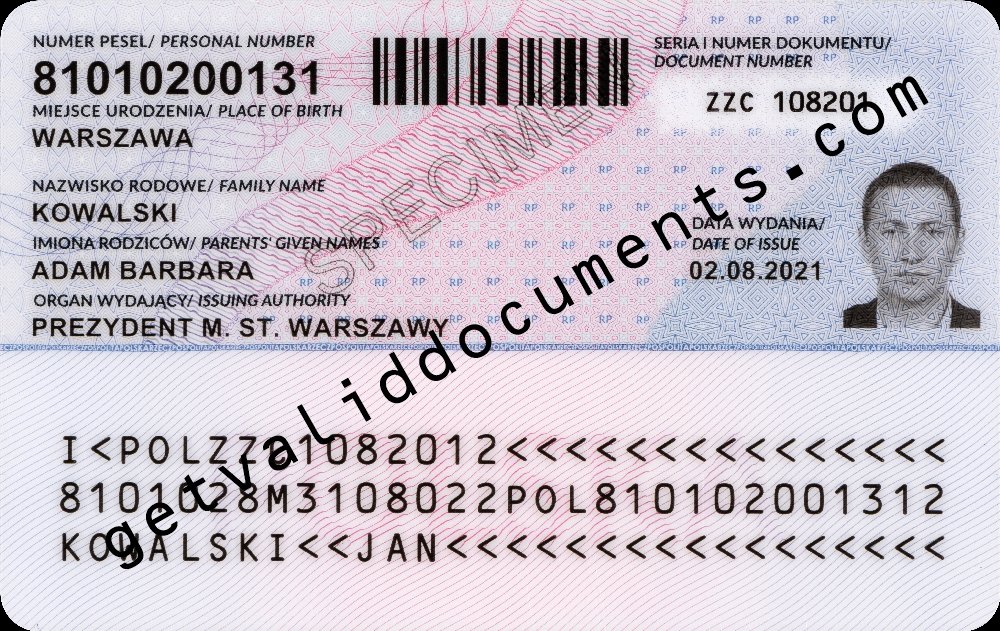 NUMER PESEL/ PERSONAL NUMBER
81010200131
MIEJSCE URODZENIA/ PLACE OF BIRTH
WARSZAWA
NAZWISKO RODOWE/ FAMILY NAME
KOWALSKI
IMIONA RODZICÓW/ PARENTS' GIVEN NAMES
ADAM BARBARA
ORGAN WYDAJĄCY/ ISSUING AUTHORITY
PREZYDENT M. ST. WARSZAWY
SERIA I NUMER DOKUMENTU/
DOCUMENT NUMBER
ZZC 108201
DATA WYDANIA/
DATE OF ISSUE
02.08.2021
SPECIMEN
getvaliddocuments.com
I<POLZZC1082012<<<<<<<<<<<<<<<
8101028M3108022POL810102001312
KOWALSKI<<JAN<<<<<<<<<<<<<<<<<